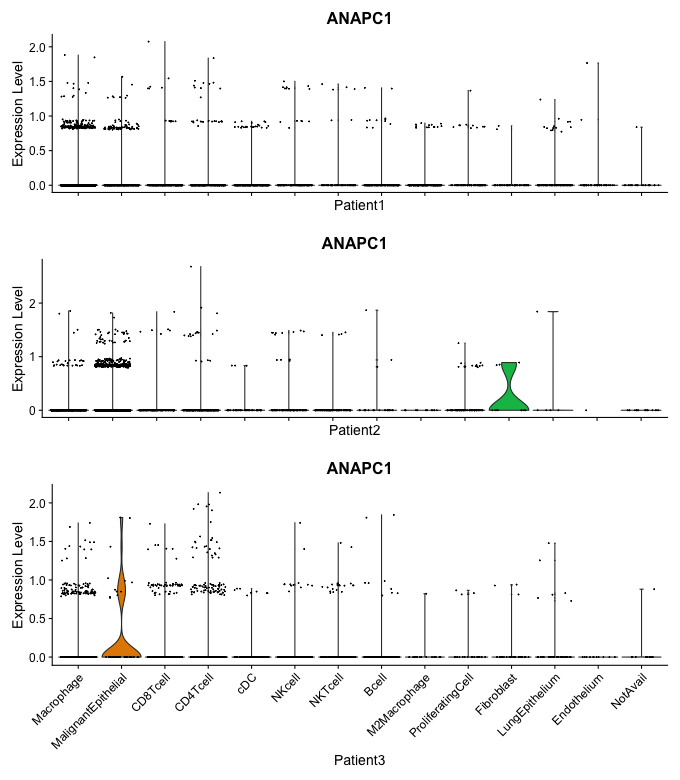 ANAPC1
Expression Level
2.0
1.5
1.0
0.5
0.0
Patient1
ANAPC1
Expression Level
2
1
0
Patient2
ANAPC1
Expression Level
2.0
1.5
1.0
0.5
0.0
Macrophage
MalignantEpithelial
CD8Tcell
CD4Tcell
cDC
NKcell
NKTcell
Bcell
M2Macrophage
ProliferatingCell
Fibroblast
LungEpithelium
Endothelium
NotAvail
Patient3